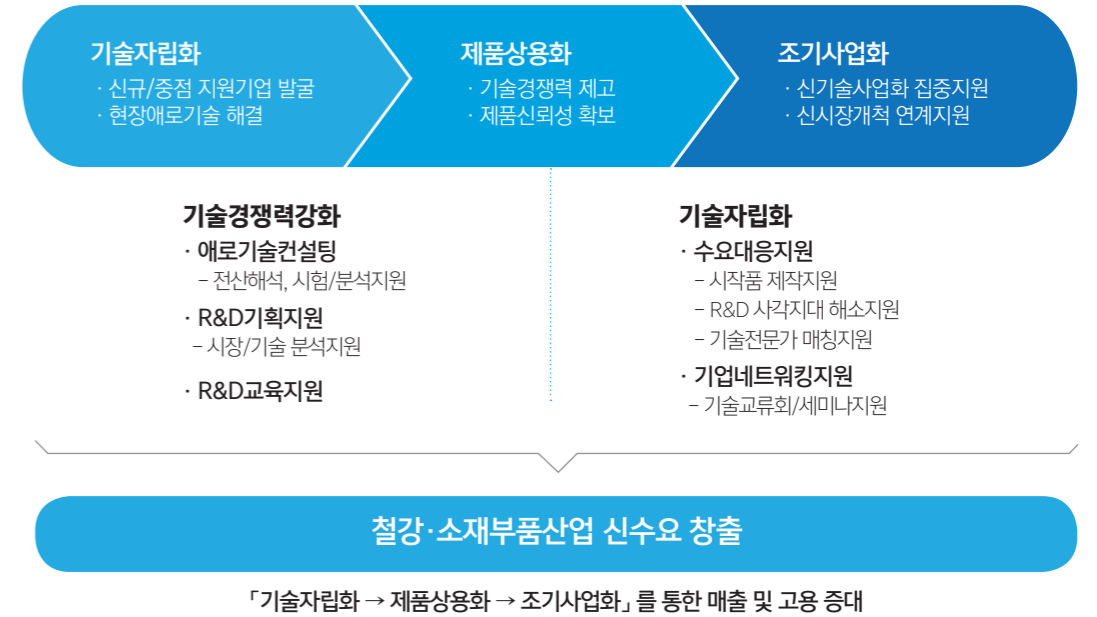 기술자립화
· 신규/중점 지원기업 발굴
· 현장애로기술 해결
제품상용화
· 기술경쟁력 제고
· 제품신뢰성 확보
조기사업화
· 신기술사업화 집중지원
· 신시장개척 연계지원
기술경쟁력강화
· 애로기술컨설팅
– 전산해석, 시험/분석지원
· R&D기획지원
– 시장/기술 분석지원
· R&D교육지원
기술자립화
· 수요대응지원
– 시작품 제작지원
– R&D 사각지대 해소지원
– 기술전문가 매칭지원
· 기업네트워킹지원
– 기술교류회/세미나지원
철강·소재부품산업 신수요 창출
「기술자립화 → 제품상용화 → 조기사업화」를 통한 매출 및 고용 증대